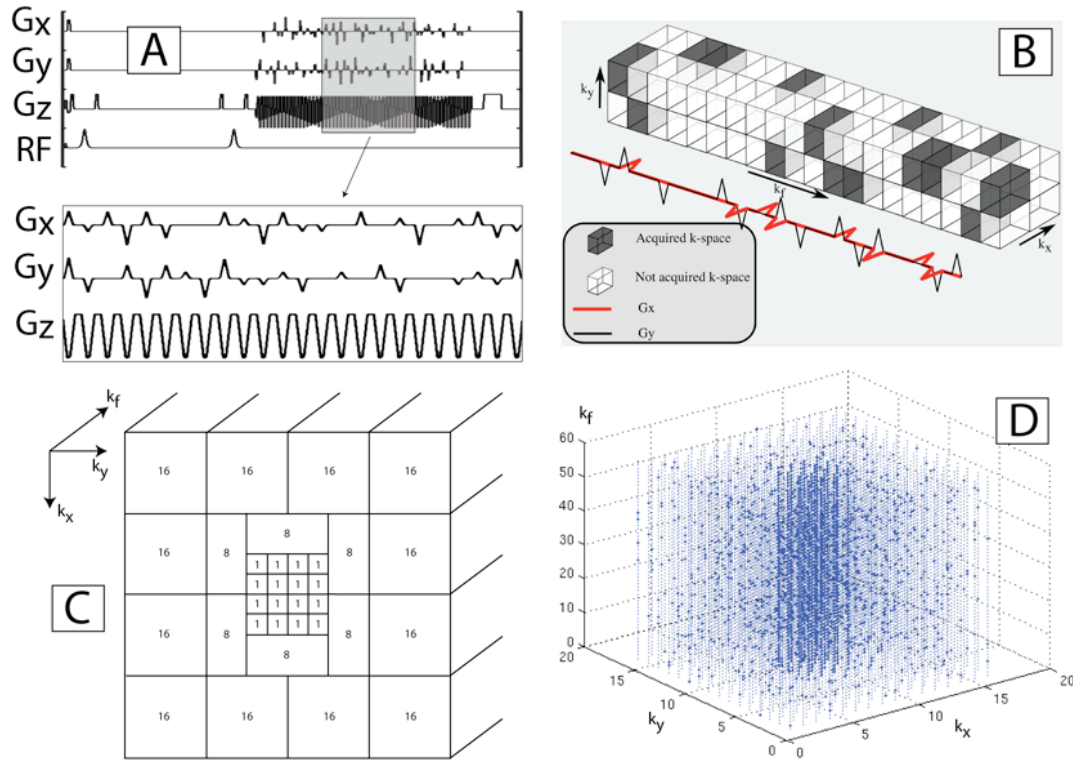 Gx
A
Gy
Gz
RF
Gx
Gy
Gz
B
ky
kf
kx
Acquired k-space
Not acquired k-space
Gx
Gy
C
kf
ky
kx
16 16 16 16
16 8 8 8 16
1 1 1 1
1 1 1 1
1 1 1 1
1 1 1 1
16 8 8 8 16
16 16 16 16
D
kf
60
50
40
30
20
10
0
20
15
10
5
0
ky
0
5
10
15
20
kx